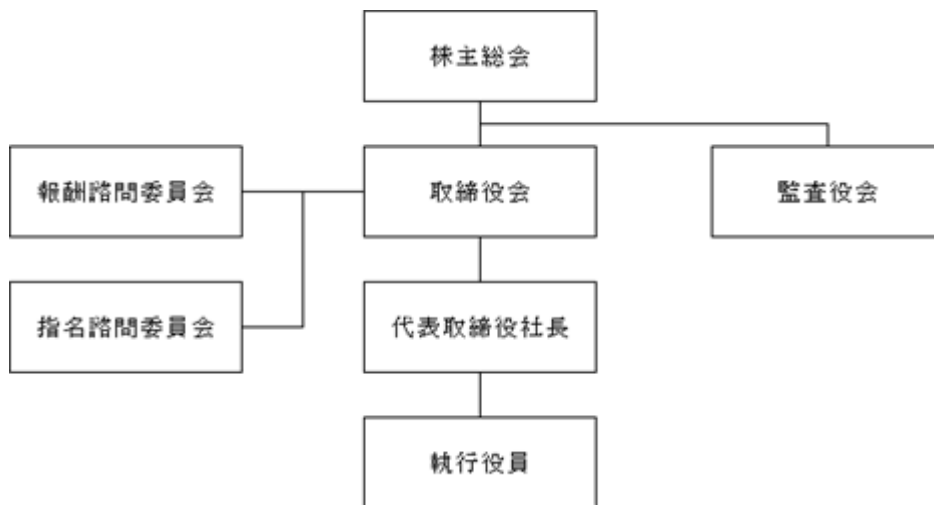 株主総会
報酬諮問委員会
取締役会
監査役会
指名諮問委員会
代表取締役社長
執行役員